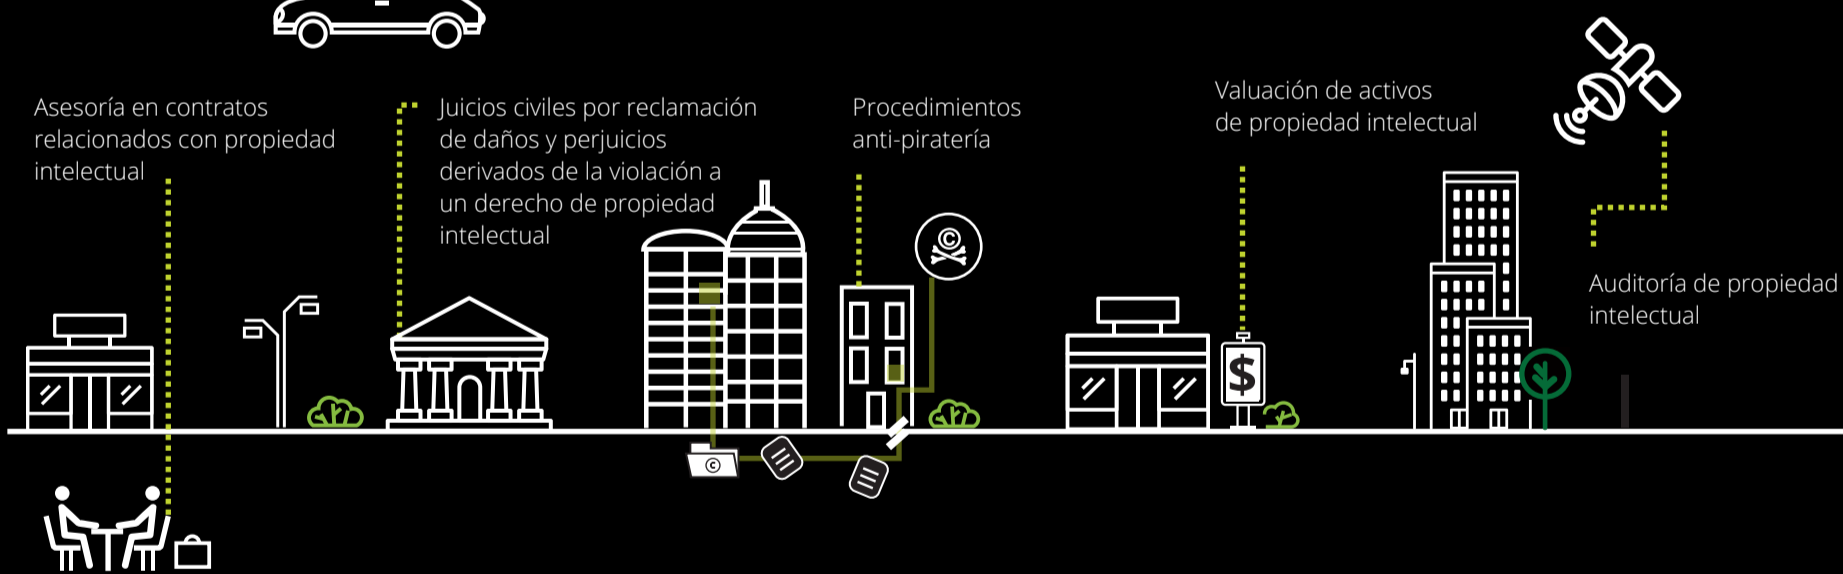 Asesoría en contratos
relacionados con propiedad
intelectual
Juicios civiles por reclamación
de daños y perjuicios
derivados de la violación a
un derecho de propiedad
intelectual
Procedimientos
anti-piratería
©
Valuación de activos
de propiedad intelectual
$
Auditoría de propiedad
intelectual
©